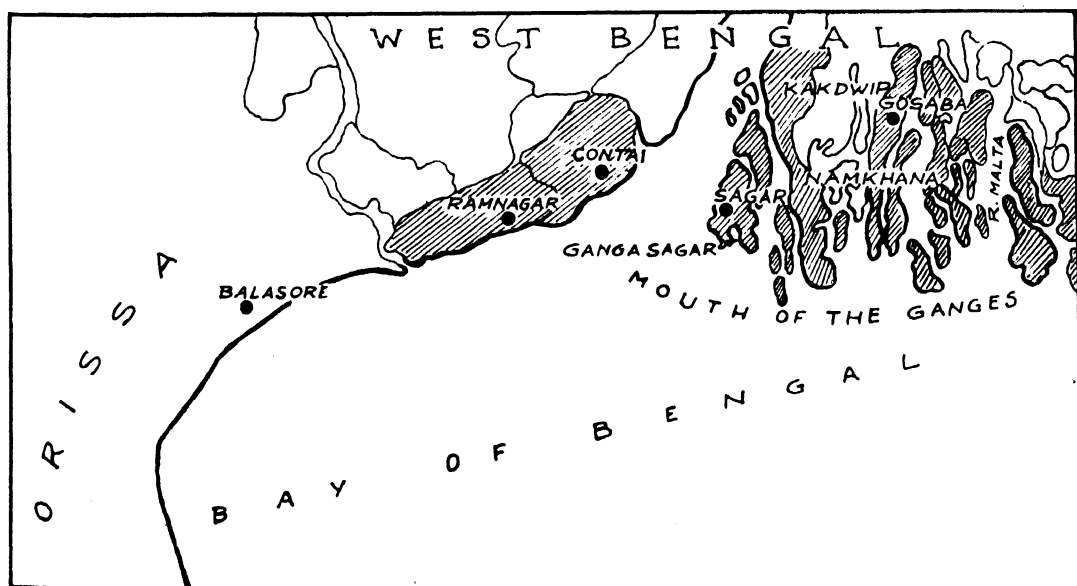 WEST BENGAL
KAKDWIP
GOSABA
CONTAI
NAMKHANA
R. MALTA
RAMNAGAR
SAGAR
GANGA SAGAR
MOUTH OF THE GANGES
BALASORE
ORISSA
BAY OF BENGAL